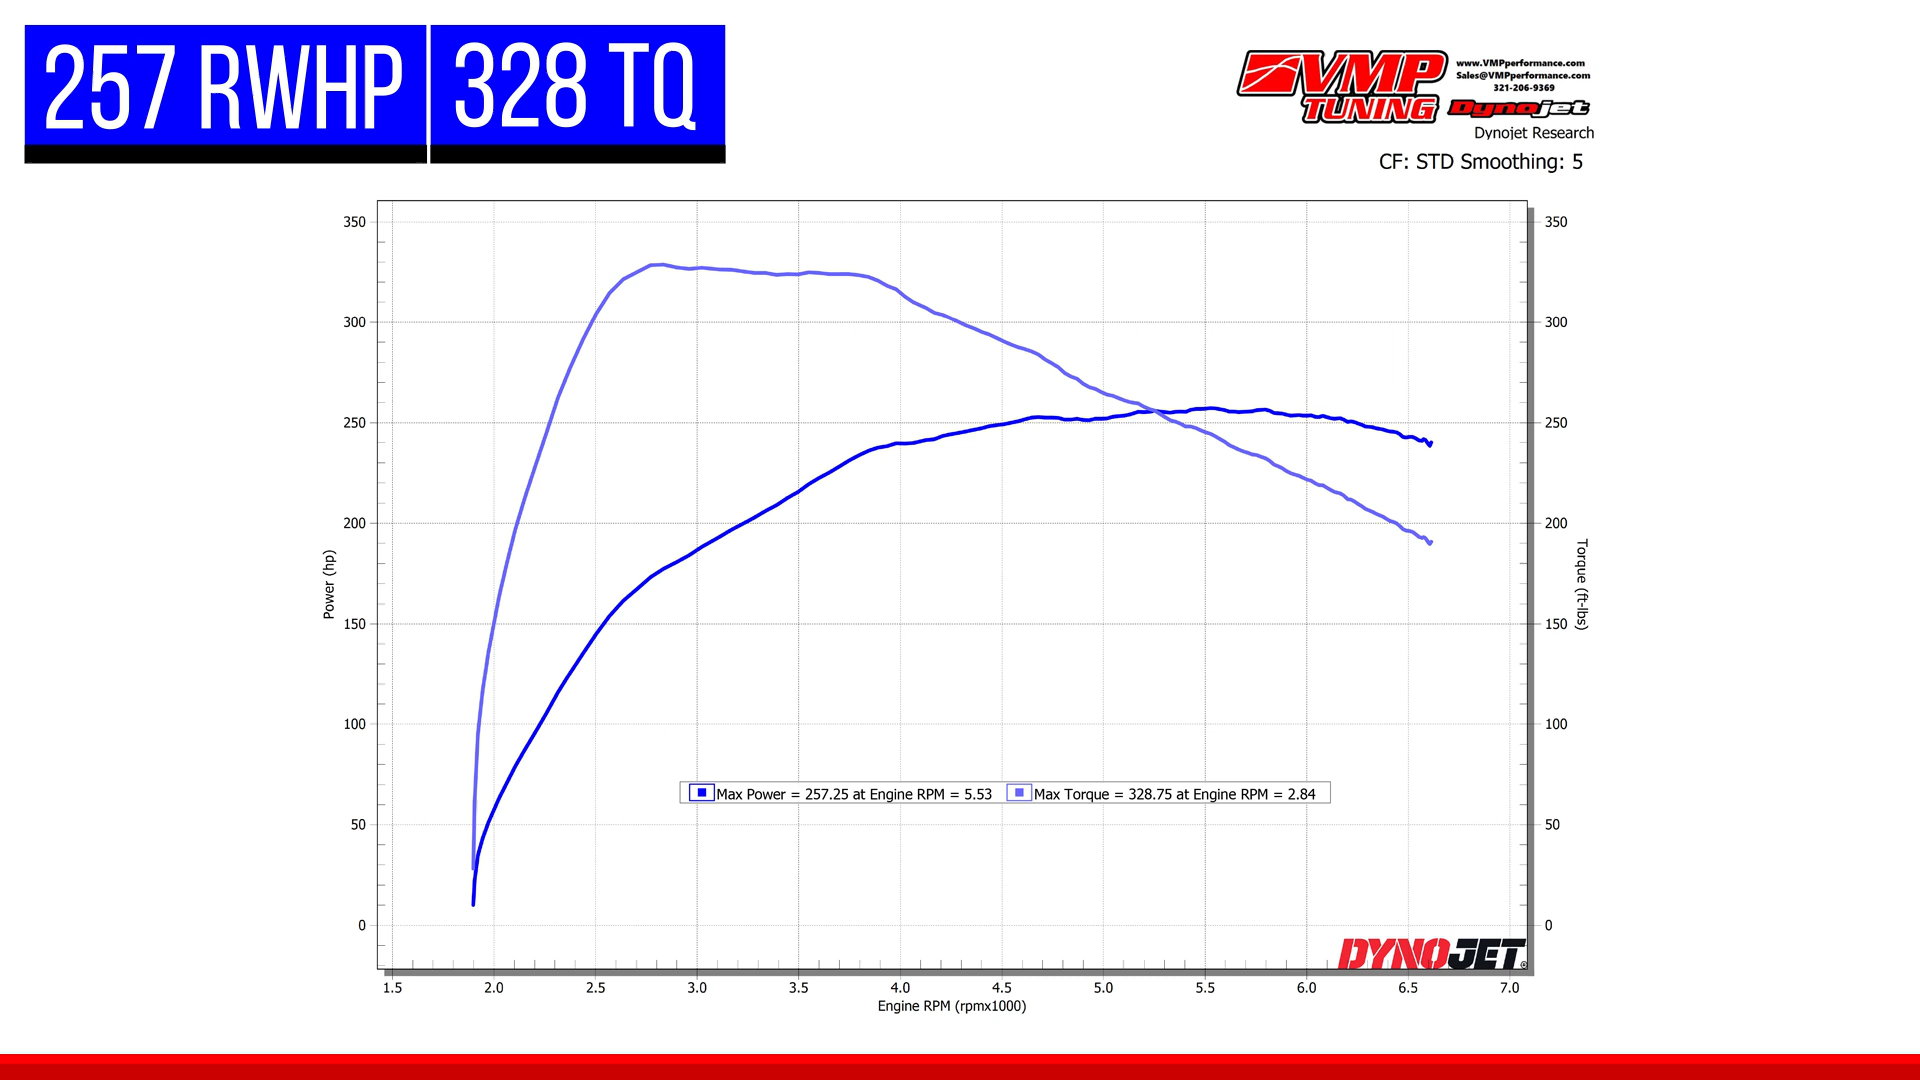 257 RWHP
328 TQ
VMP
TUNING
www.VMPperformance.com
Sales@VMPperformance.com
321-206-9369
Dynojet
Dynojet Research
CF: STD Smoothing: 5
350
300
250
200
150
100
50
0
Power (hp)
350
300
250
200
150
100
50
0
Torque (ft-lbs)
Max Power = 257.25 at Engine RPM = 5.53
Max Torque = 328.75 at Engine RPM = 2.84
DYNOJET®
1.5 2.0 2.5 3.0 3.5 4.0 4.5 5.0 5.5 6.0 6.5 7.0
Engine RPM (rpmx1000)